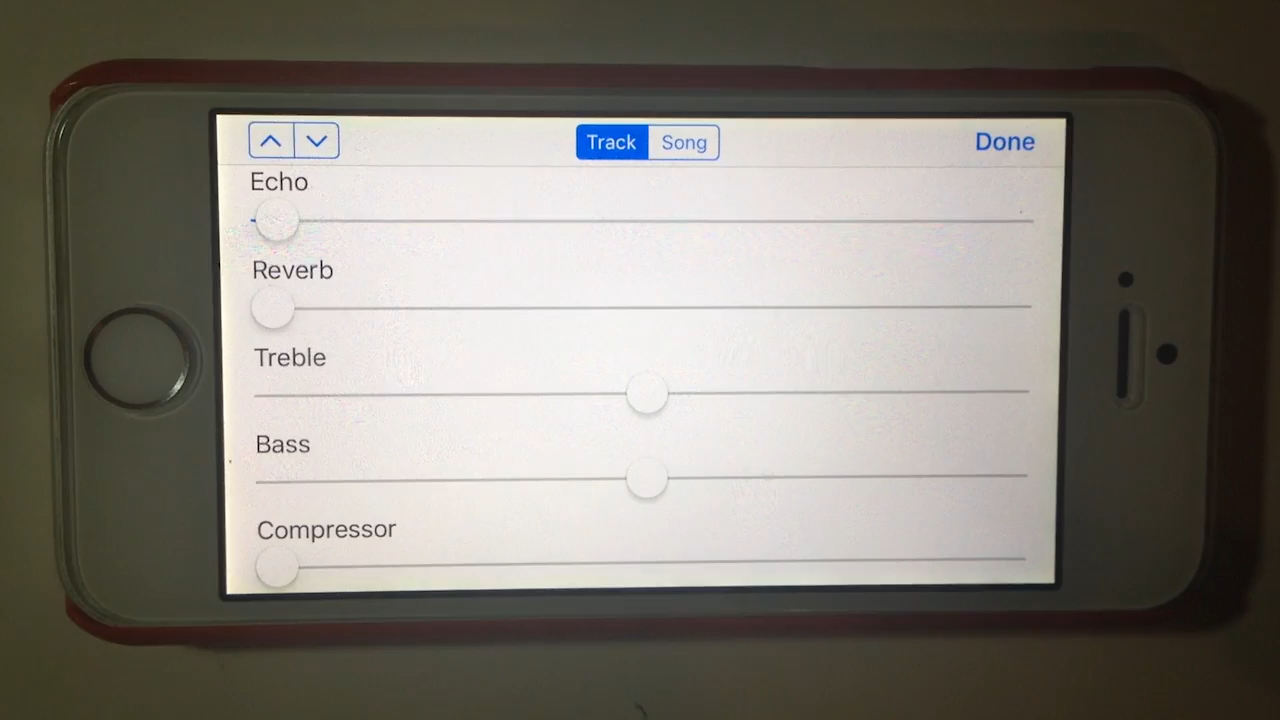 Track Song Done
Echo
Reverb
Treble
Bass
Compressor